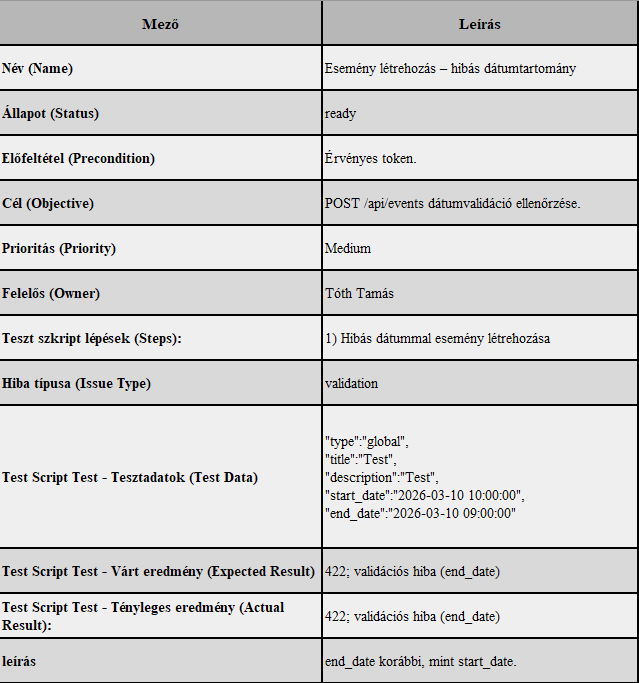 Mező
Leírás
Név (Name)
Esemény létrehozás – hibás dátumtartomány
Állapot (Status)
ready
Előfeltétel (Precondition)
Érvényes token.
Cél (Objective)
POST /api/events dátumvalidáció ellenőrzése.
Prioritás (Priority)
Medium
Felelős (Owner)
Tóth Tamás
Teszt szkript lépések (Steps):
1) Hibás dátummal esemény létrehozása
Hiba típusa (Issue Type)
validation
Test Script Test - Tesztadatok (Test Data)
"type":"global",
"title":"Test",
"description":"Test",
"start_date":"2026-03-10 10:00:00",
"end_date":"2026-03-10 09:00:00"
Test Script Test - Várt eredmény (Expected Result)
422; validációs hiba (end_date)
Test Script Test - Tényleges eredmény (Actual
Result):
422; validációs hiba (end_date)
leírás
end_date korábbi, mint start_date.